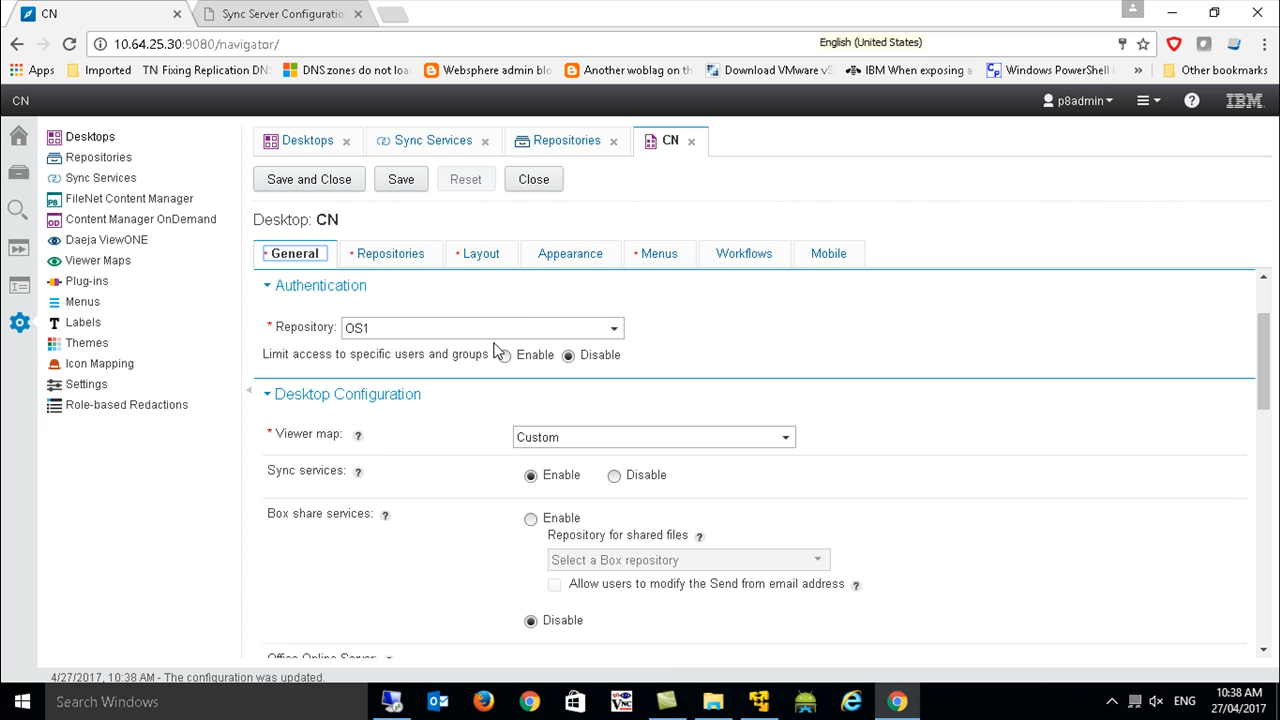 CN
Sync Server Configuration
10.64.25.30:9080/navigator/
English (United States)
Apps
Imported
TN Fixing Replication DN
DNS zones do not loa
Websphere admin blo
Another woblag on th
Download VMware vS
IBM When exposing a
Windows PowerShell
»
Other bookmarks
CN
p8admin
IBM
Desktops
Repositories
Sync Services
FileNet Content Manager
Content Manager OnDemand
Daeja ViewONE
Viewer Maps
Plug-ins
Menus
Labels
Themes
Icon Mapping
Settings
Role-based Redactions
Desktops
Sync Services
Repositories
CN
Save and Close
Save
Reset
Close
Desktop: CN
* General
* Repositories
* Layout
Appearance
* Menus
Workflows
Mobile
Authentication
* Repository: OS1
Limit access to specific users and groups Enable Disable
Desktop Configuration
* Viewer map: ? Custom
Sync services: ? Enable Disable
Box share services: ? Enable
Repository for shared files ?
Select a Box repository
Allow users to modify the Send from email address ?
Disable
Office Online Server:
4/27/2017, 10:38 AM - The configuration was updated.
Search Windows
ENG
10:38 AM
27/04/2017